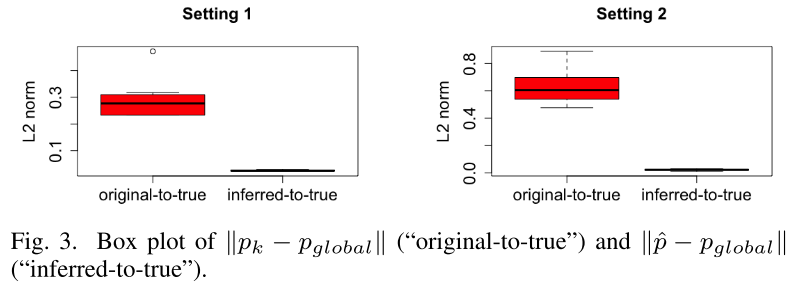 Setting 1
Setting 2
L2 norm
0.1
0.3
original-to-true
inferred-to-true
L2 norm
0.0
0.4
0.8
original-to-true
inferred-to-true
Fig. 3. Box plot of ∥p_k − p_{global}∥ (“original-to-true”) and ∥p̂ − p_{global}∥
(“inferred-to-true”).